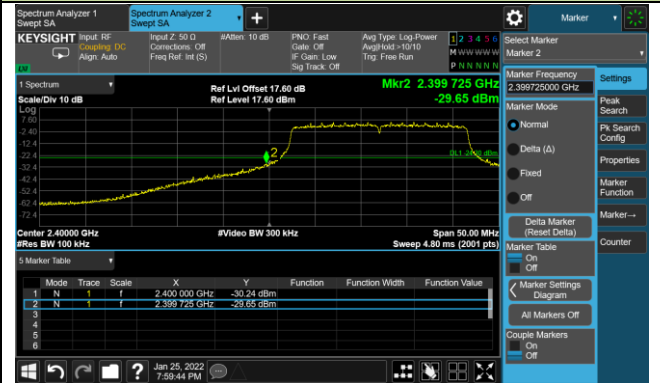 Spectrum Analyzer 1
Swept SA
Spectrum Analyzer 2
Swept SA
+
Marker
KEYSIGHT
Input: RF
Coupling: DC
Align: Auto
Input Z: 50 Ω
Corrections: Off
Freq Ref: Int (S)
#Atten: 10 dB
PNO: Fast
Gate: Off
IF Gain: Low
Sig Track: Off
Avg Type: Log-Power
Avg|Hold:>10/10
Trig: Free Run
1 2 3 4 5 6
M W W W W W
P N N N N N
Select Marker
Marker 2
1 Spectrum
Scale/Div 10 dB
Log
Ref Lvl Offset 17.60 dB
Ref Level 17.60 dBm
Mkr2 2.399 725 GHz
-29.65 dBm
7.60
-2.40
-12.4
-22.4
-32.4
-42.4
-52.4
-62.4
-72.4
2
Center 2.40000 GHz
#Res BW 100 kHz
#Video BW 300 kHz
Span 50.00 MHz
Sweep 4.80 ms (2001 pts)
5 Marker Table
Mode Trace Scale X Y Function Function Width Function Value
1 N 1 f 2.400 000 GHz -30.24 dBm
2 N 1 f 2.399 725 GHz -29.65 dBm
3
4
5
6
Marker Frequency
2.399725000 GHz
Marker Mode
Normal
Delta (Δ)
Fixed
Off
Delta Marker
(Reset Delta)
Marker Table
On
Off
Marker Settings
Diagram
All Markers Off
Couple Markers
On
Off
Settings
Peak
Search
Pk Search
Config
Properties
Marker
Function
Marker→
Counter
?
Jan 25, 2022
7:59:44 PM